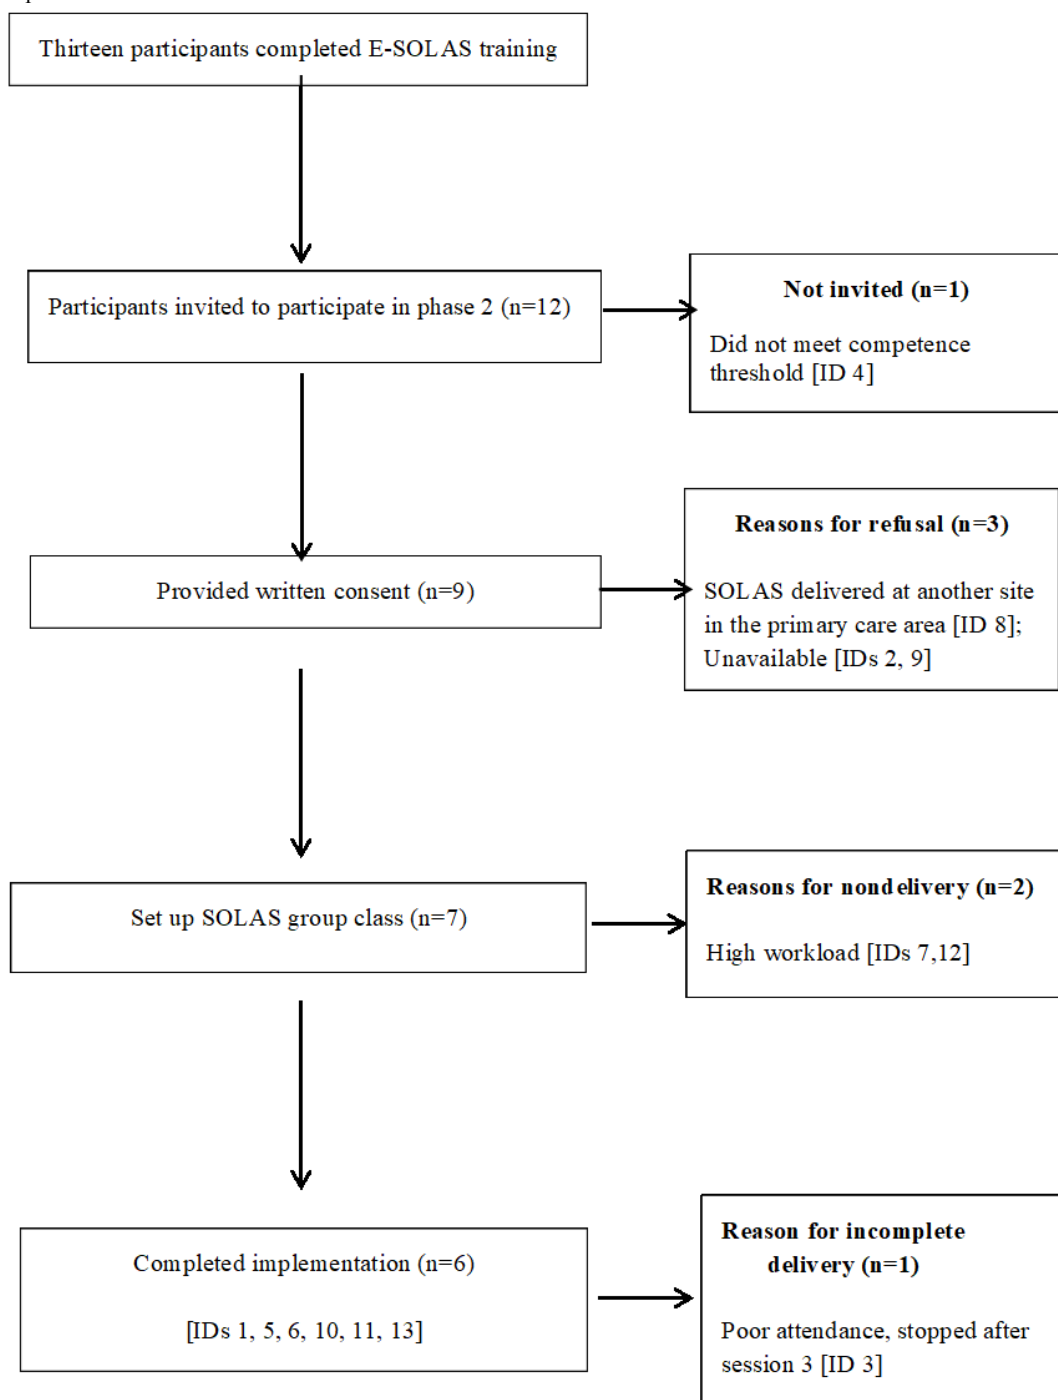 Thirteen participants completed E-SOLAS training
Participants invited to participate in phase 2 (n=12)
Not invited (n=1)
Did not meet competence
threshold [ID 4]
Provided written consent (n=9)
Reasons for refusal (n=3)
SOLAS delivered at another site
in the primary care area [ID 8];
Unavailable [IDs 2, 9]
Set up SOLAS group class (n=7)
Reasons for nondelivery (n=2)
High workload [IDs 7,12]
Completed implementation (n=6)
[IDs 1, 5, 6, 10, 11, 13]
Reason for incomplete
delivery (n=1)
Poor attendance, stopped after
session 3 [ID 3]